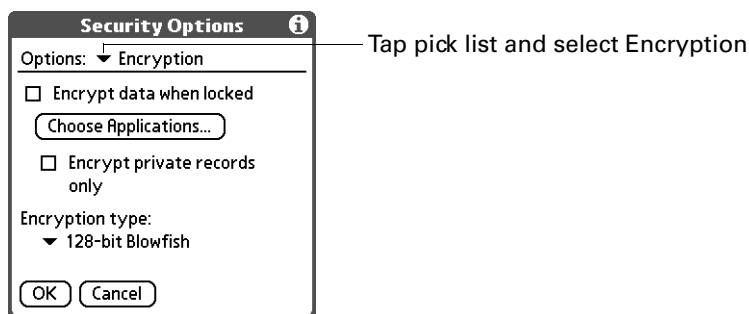 Security Options
Options: Encryption
Tap pick list and select Encryption
Encrypt data when locked
Choose Applications...
Encrypt private records
only
Encryption type:
128-bit Blowfish
OK Cancel